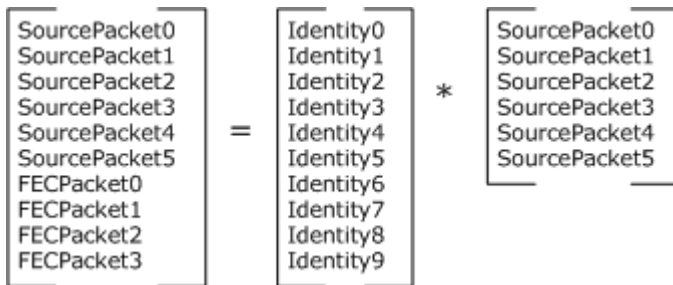 SourcePacket0 Identity0 SourcePacket0
SourcePacket1 Identity1 SourcePacket1
SourcePacket2 Identity2 SourcePacket2
SourcePacket3 Identity3 * SourcePacket3
SourcePacket4 = Identity4 SourcePacket4
SourcePacket5 Identity5 SourcePacket5
FECPacket0 Identity6
FECPacket1 Identity7
FECPacket2 Identity8
FECPacket3 Identity9